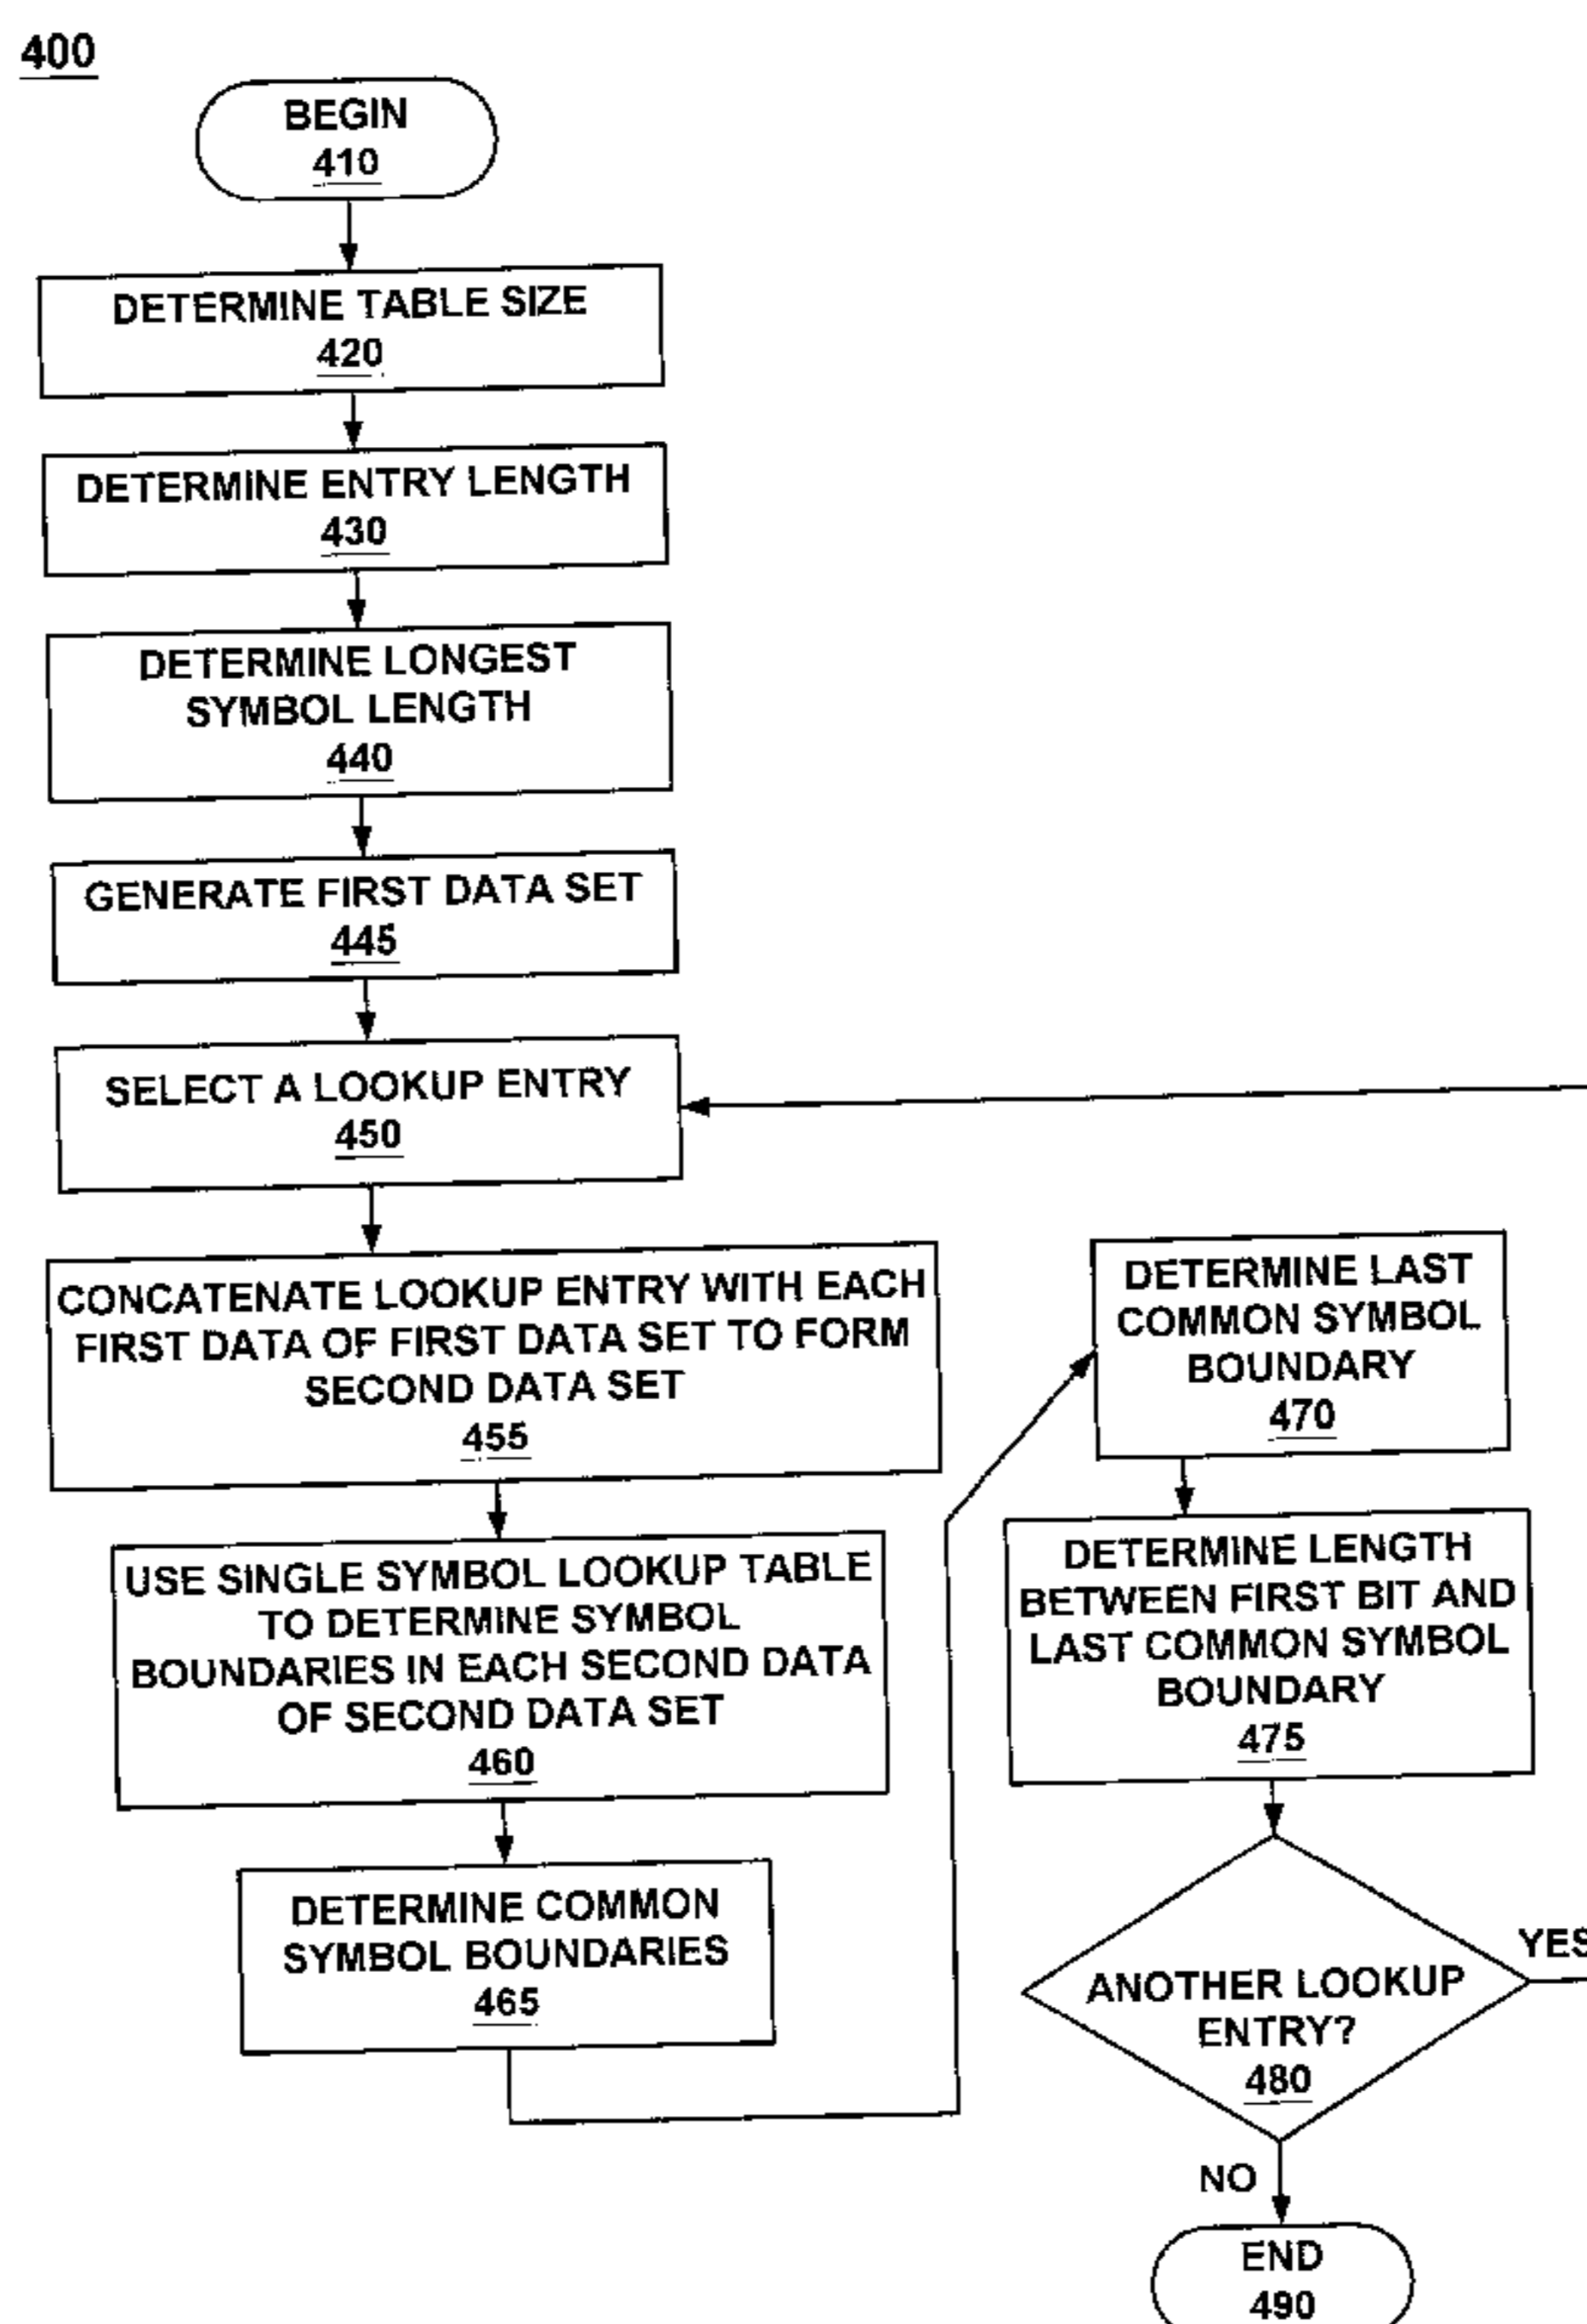 400
BEGIN
410
DETERMINE TABLE SIZE
420
DETERMINE ENTRY LENGTH
430
DETERMINE LONGEST
SYMBOL LENGTH
440
GENERATE FIRST DATA SET
445
SELECT A LOOKUP ENTRY
450
CONCATENATE LOOKUP ENTRY WITH EACH
FIRST DATA OF FIRST DATA SET TO FORM
SECOND DATA SET
455
USE SINGLE SYMBOL LOOKUP TABLE
TO DETERMINE SYMBOL
BOUNDARIES IN EACH SECOND DATA
OF SECOND DATA SET
460
DETERMINE COMMON
SYMBOL BOUNDARIES
465
DETERMINE LAST
COMMON SYMBOL
BOUNDARY
470
DETERMINE LENGTH
BETWEEN FIRST BIT AND
LAST COMMON SYMBOL
BOUNDARY
475
ANOTHER LOOKUP
ENTRY?
480
YES
NO
END
490